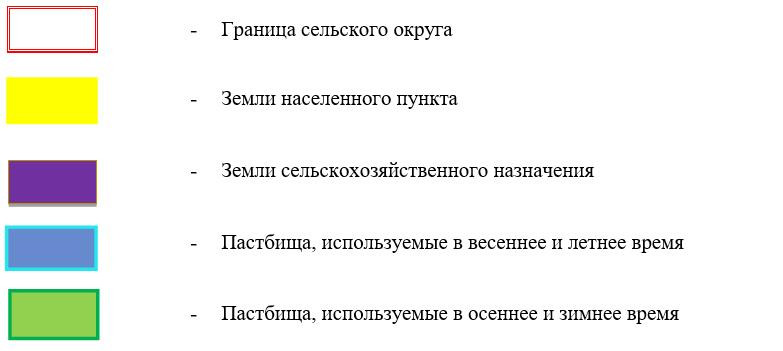 - Граница сельского округа
- Земли населенного пункта
- Земли сельскохозяйственного назначения
- Пастбища, используемые в весеннее и летнее время
- Пастбища, используемые в осеннее и зимнее время